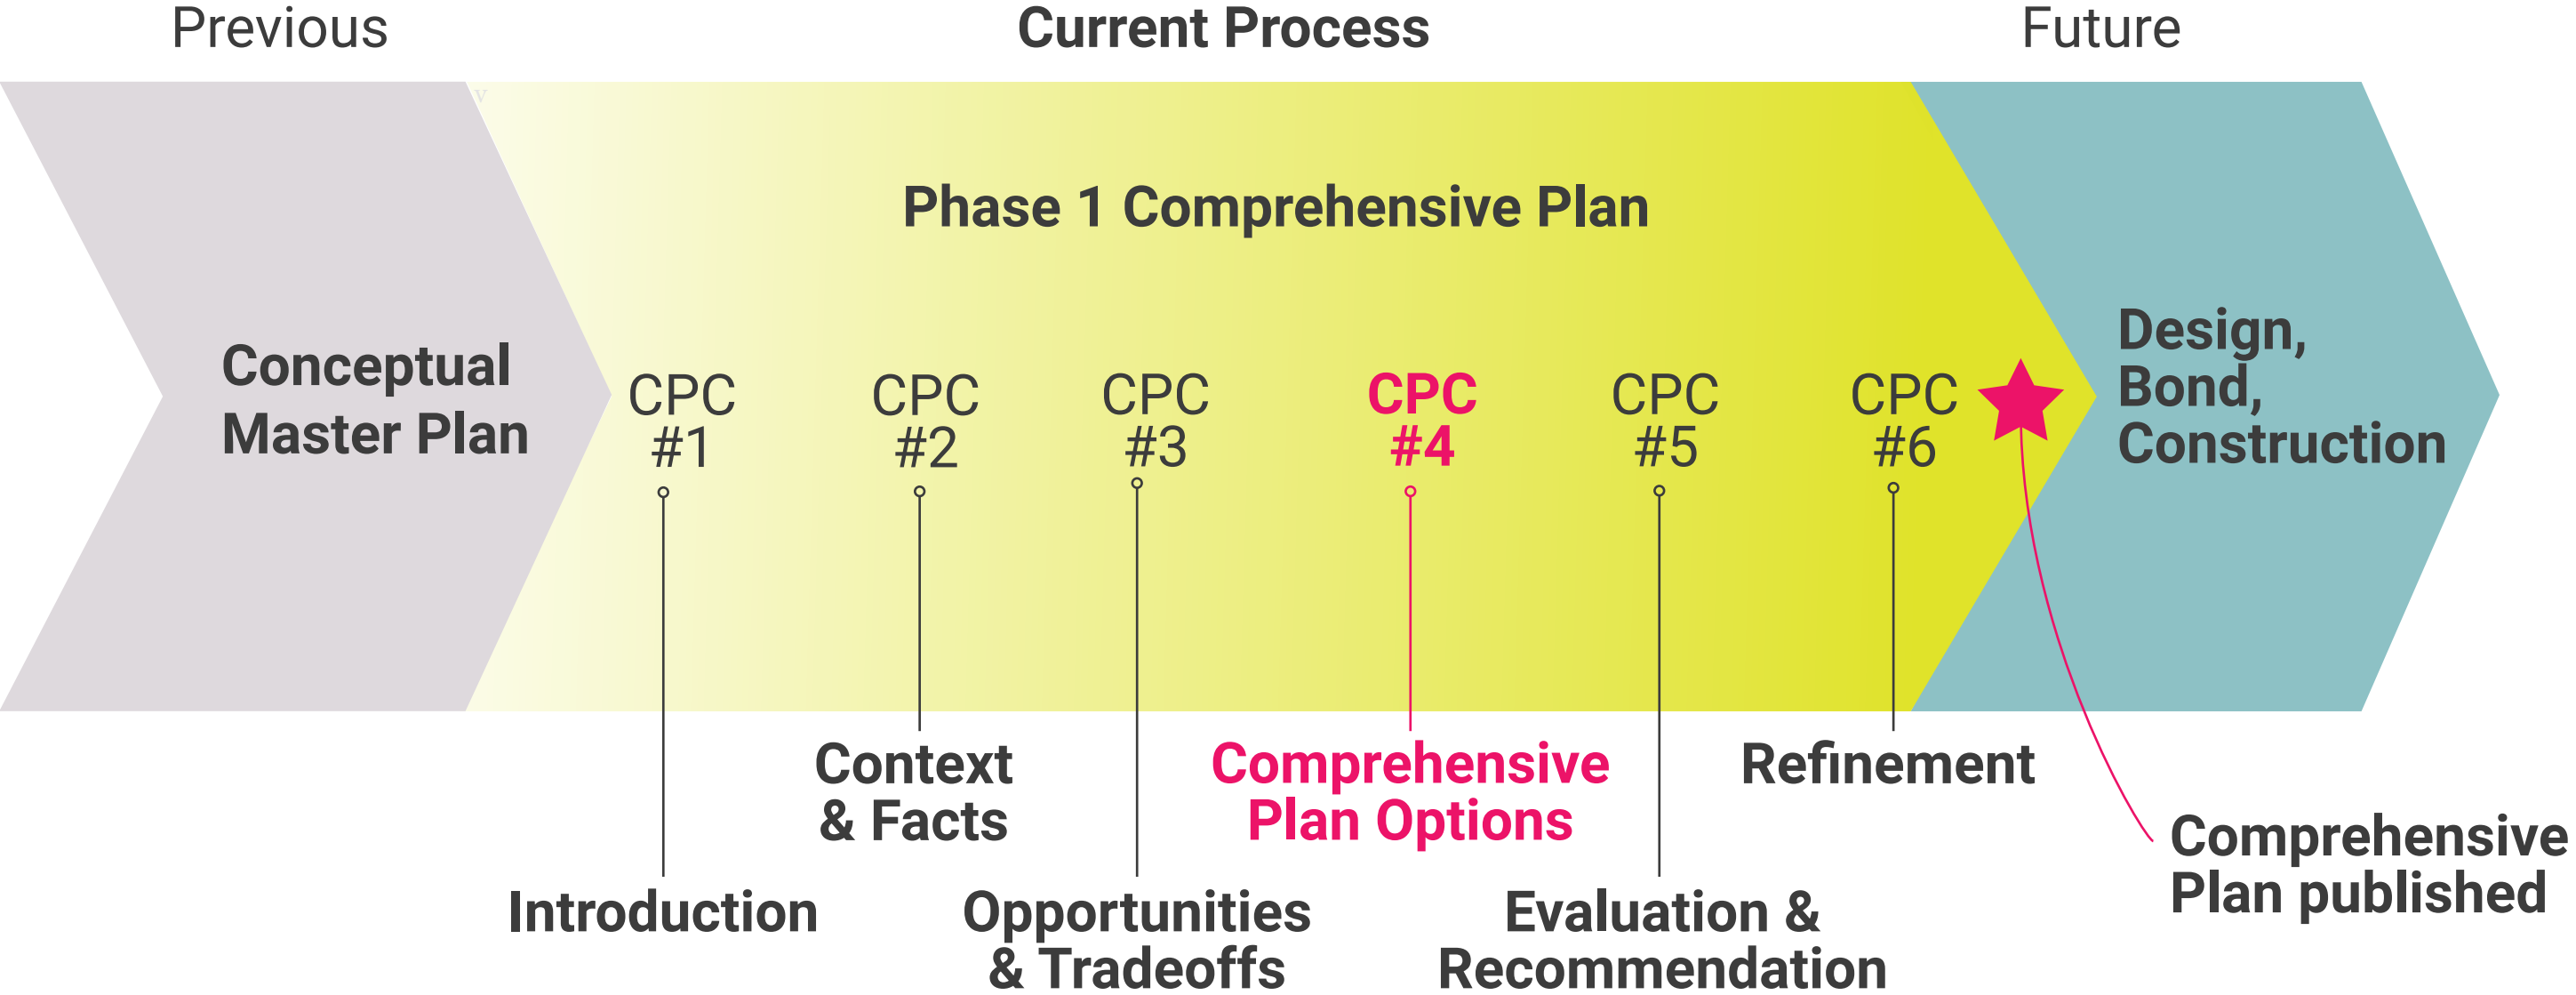 Previous
Current Process
Future
v
Phase 1 Comprehensive Plan
Conceptual
Master Plan
CPC
#1
CPC
#2
CPC
#3
CPC
#4
CPC
#5
CPC
#6
Design,
Bond,
Construction
Introduction
Context
& Facts
Opportunities
& Tradeoffs
Comprehensive
Plan Options
Evaluation &
Recommendation
Refinement
Comprehensive
Plan published